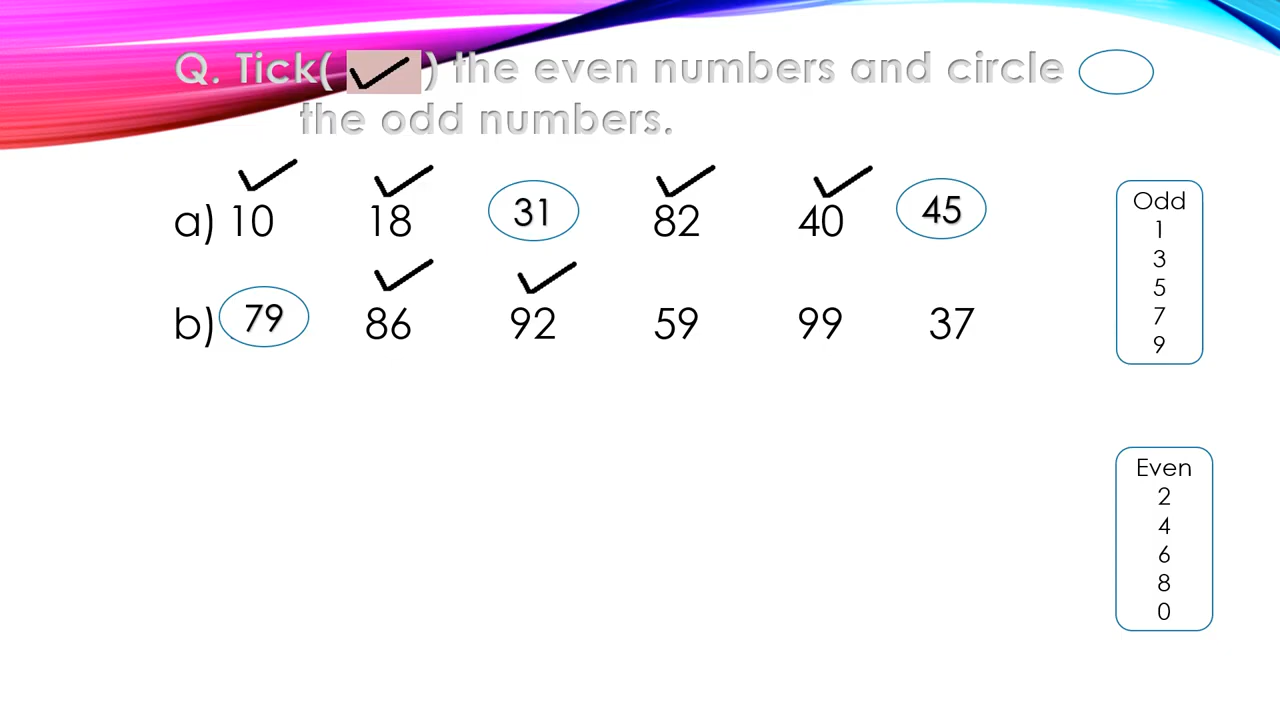 Q. Tick( ✓ ) the even numbers and circle
the odd numbers.
a) 10 18 31 82 40 45
b) 79 86 92 59 99 37
Odd
1
3
5
7
9
Even
2
4
6
8
0